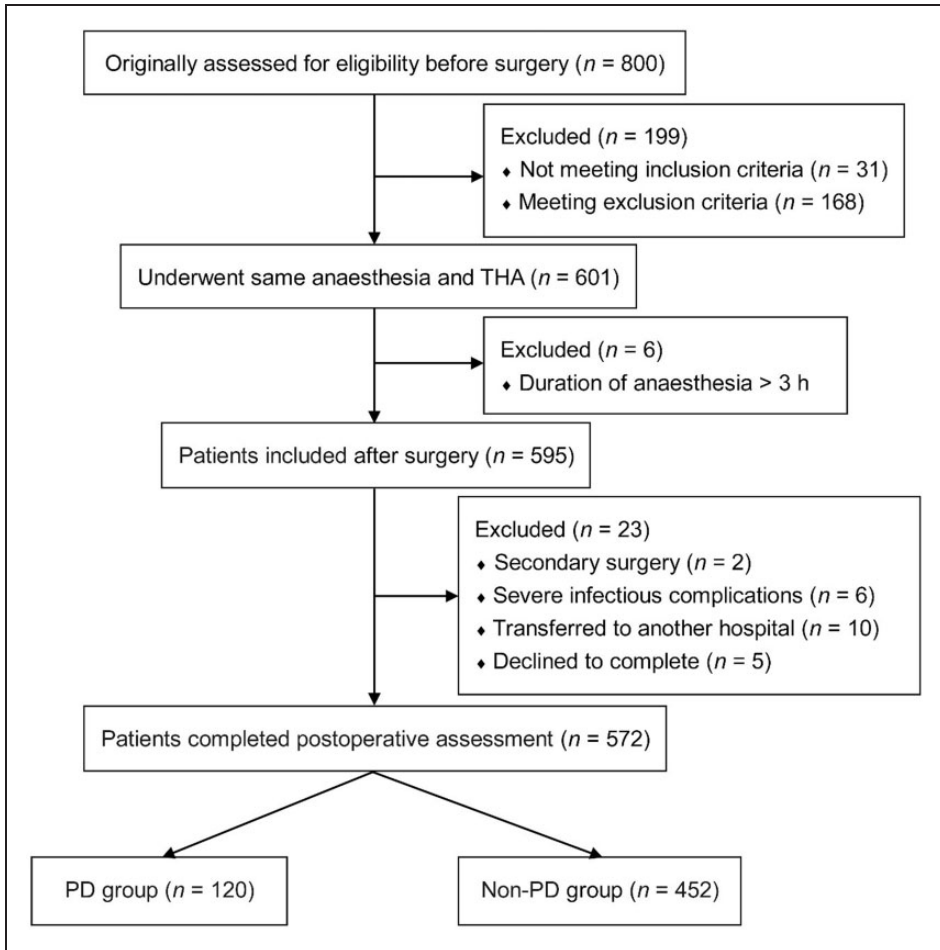 Originally assessed for eligibility before surgery (n = 800)
Excluded (n = 199)
♦ Not meeting inclusion criteria (n = 31)
♦ Meeting exclusion criteria (n = 168)
Underwent same anaesthesia and THA (n = 601)
Excluded (n = 6)
♦ Duration of anaesthesia > 3 h
Patients included after surgery (n = 595)
Excluded (n = 23)
♦ Secondary surgery (n = 2)
♦ Severe infectious complications (n = 6)
♦ Transferred to another hospital (n = 10)
♦ Declined to complete (n = 5)
Patients completed postoperative assessment (n = 572)
PD group (n = 120)
Non-PD group (n = 452)